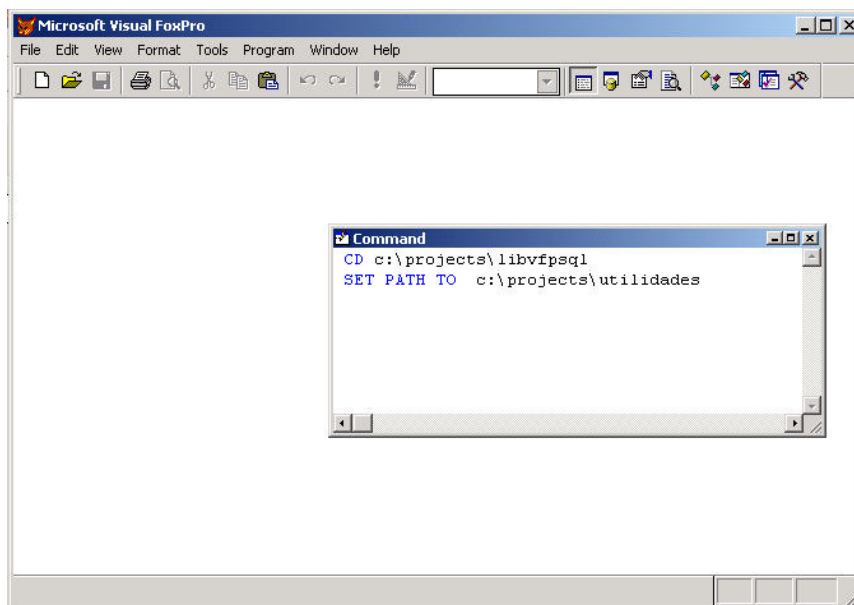 Microsoft Visual FoxPro
File Edit View Format Tools Program Window Help
Command
CD c:\projects\libvfpsql
SET PATH TO  c:\projects\utilidades